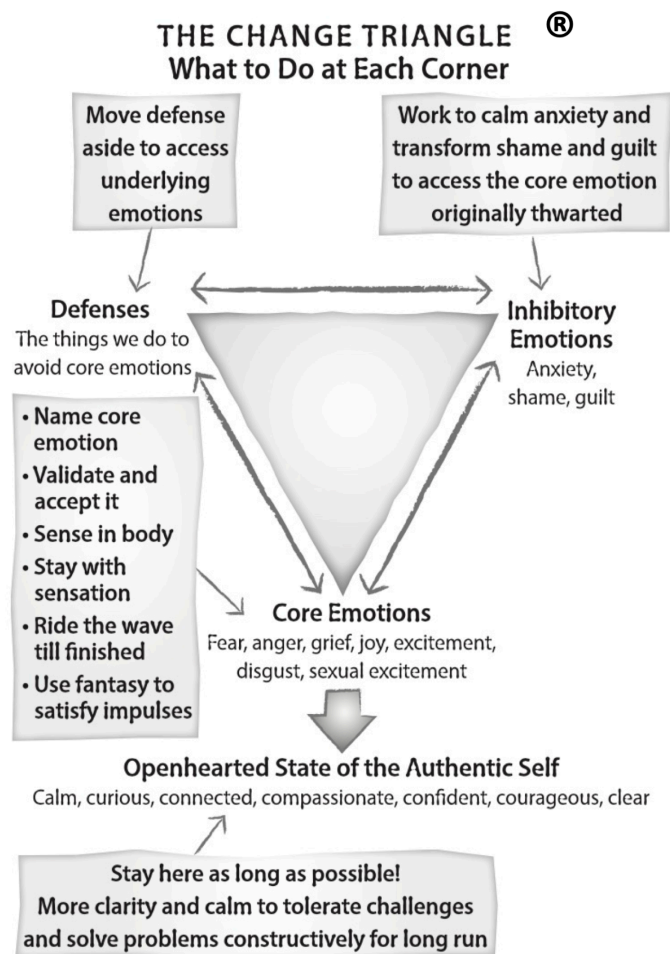 THE CHANGE TRIANGLE ®
What to Do at Each Corner
Move defense
aside to access
underlying
emotions
Work to calm anxiety and
transform shame and guilt
to access the core emotion
originally thwarted
Defenses
The things we do to
avoid core emotions
Inhibitory
Emotions
Anxiety,
shame, guilt
• Name core
emotion
• Validate and
accept it
• Sense in body
• Stay with
sensation
• Ride the wave
till finished
• Use fantasy to
satisfy impulses
Core Emotions
Fear, anger, grief, joy, excitement,
disgust, sexual excitement
Openhearted State of the Authentic Self
Calm, curious, connected, compassionate, confident, courageous, clear
Stay here as long as possible!
More clarity and calm to tolerate challenges
and solve problems constructively for long run